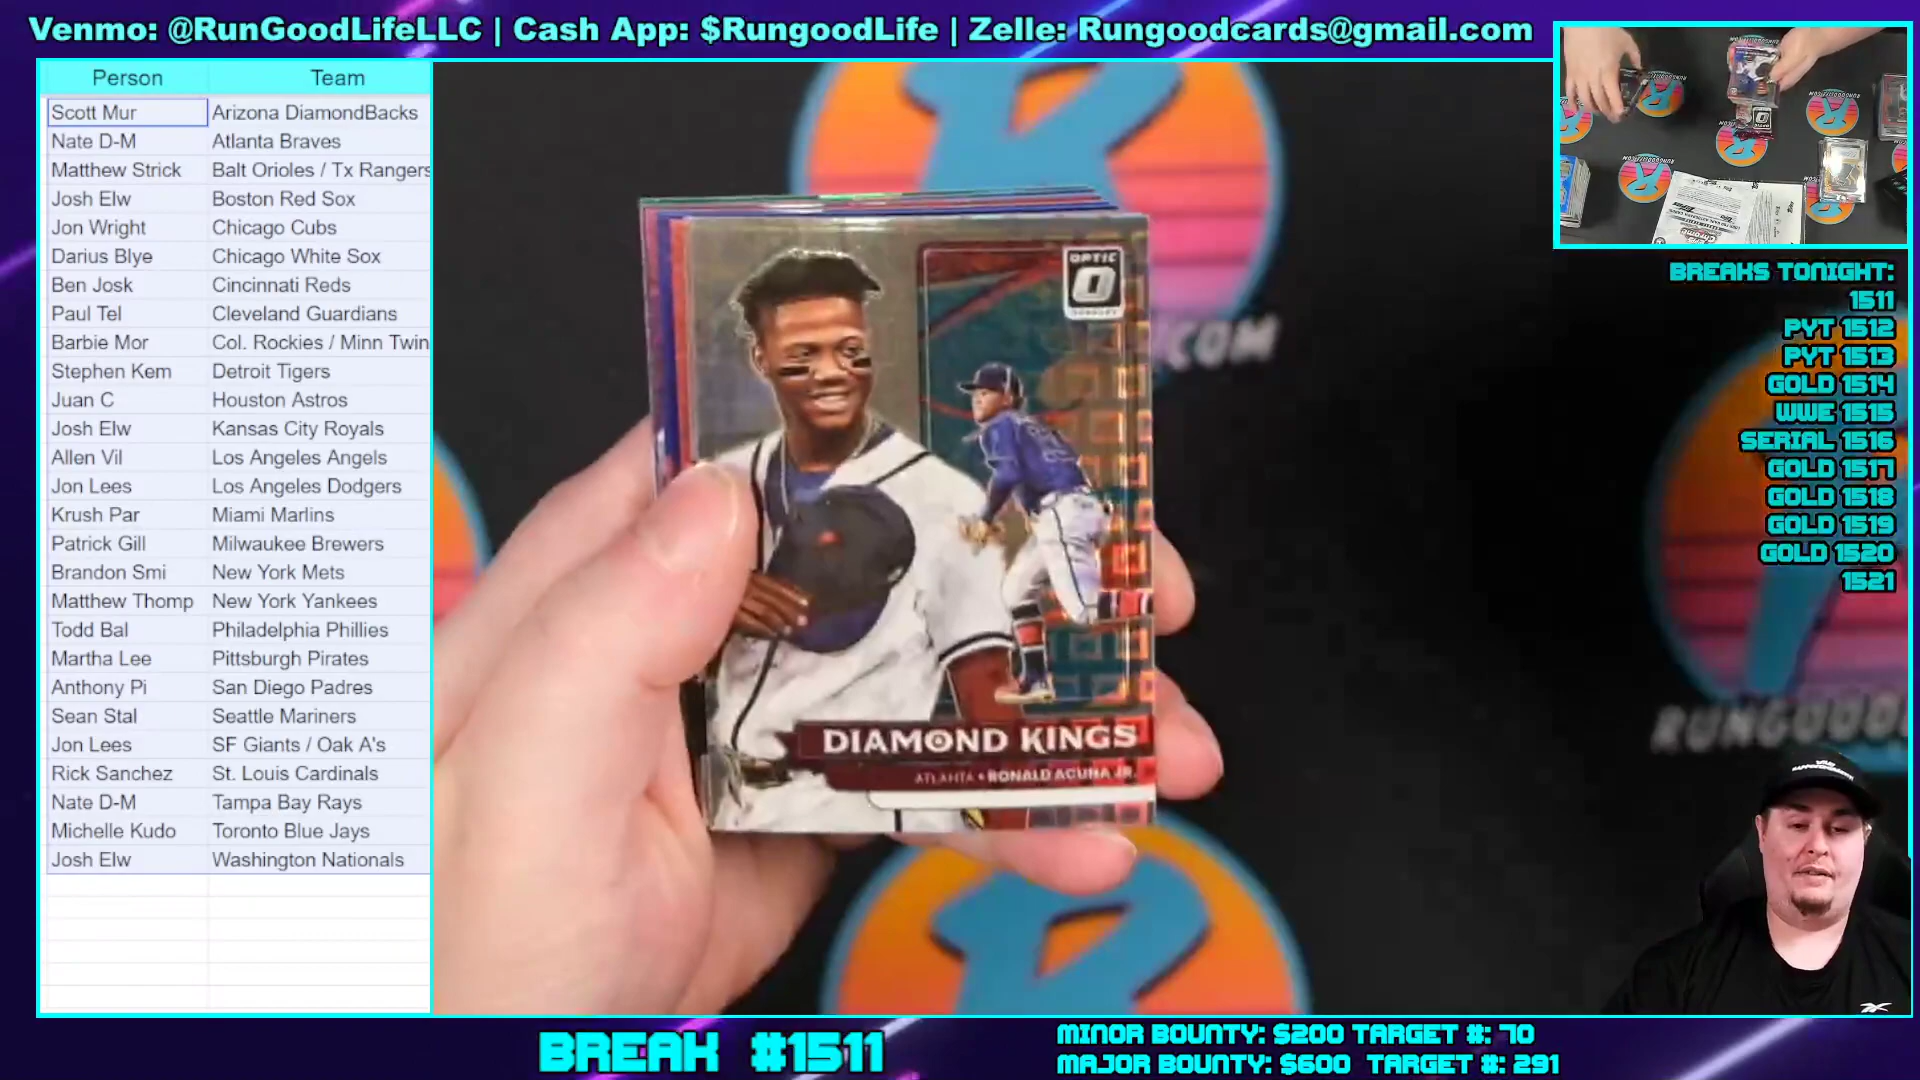 Venmo: @RunGoodLifeLLC | Cash App: $RungoodLife | Zelle: Rungoodcards@gmail.com
Person Team
Scott Mur Arizona DiamondBacks
Nate D-M Atlanta Braves
Matthew Strick Balt Orioles / Tx Rangers
Josh Elw Boston Red Sox
Jon Wright Chicago Cubs
Darius Blye Chicago White Sox
Ben Josk Cincinnati Reds
Paul Tel Cleveland Guardians
Barbie Mor Col. Rockies / Minn Twin
Stephen Kem Detroit Tigers
Juan C Houston Astros
Josh Elw Kansas City Royals
Allen Vil Los Angeles Angels
Jon Lees Los Angeles Dodgers
Krush Par Miami Marlins
Patrick Gill Milwaukee Brewers
Brandon Smi New York Mets
Matthew Thomp New York Yankees
Todd Bal Philadelphia Phillies
Martha Lee Pittsburgh Pirates
Anthony Pi San Diego Padres
Sean Stal Seattle Mariners
Jon Lees SF Giants / Oak A's
Rick Sanchez St. Louis Cardinals
Nate D-M Tampa Bay Rays
Michelle Kudo Toronto Blue Jays
Josh Elw Washington Nationals
OPTIC
DIAMOND KINGS
ATLANTA • RONALD ACUÑA JR.
.COM
RUNGOOD
BREAKS TONIGHT:
1511
PYT 1512
PYT 1513
GOLD 1514
WWE 1515
SERIAL 1516
GOLD 1517
GOLD 1518
GOLD 1519
GOLD 1520
1521
BREAK #1511
MINOR BOUNTY: $200 TARGET #: 70
MAJOR BOUNTY: $600 TARGET #: 291